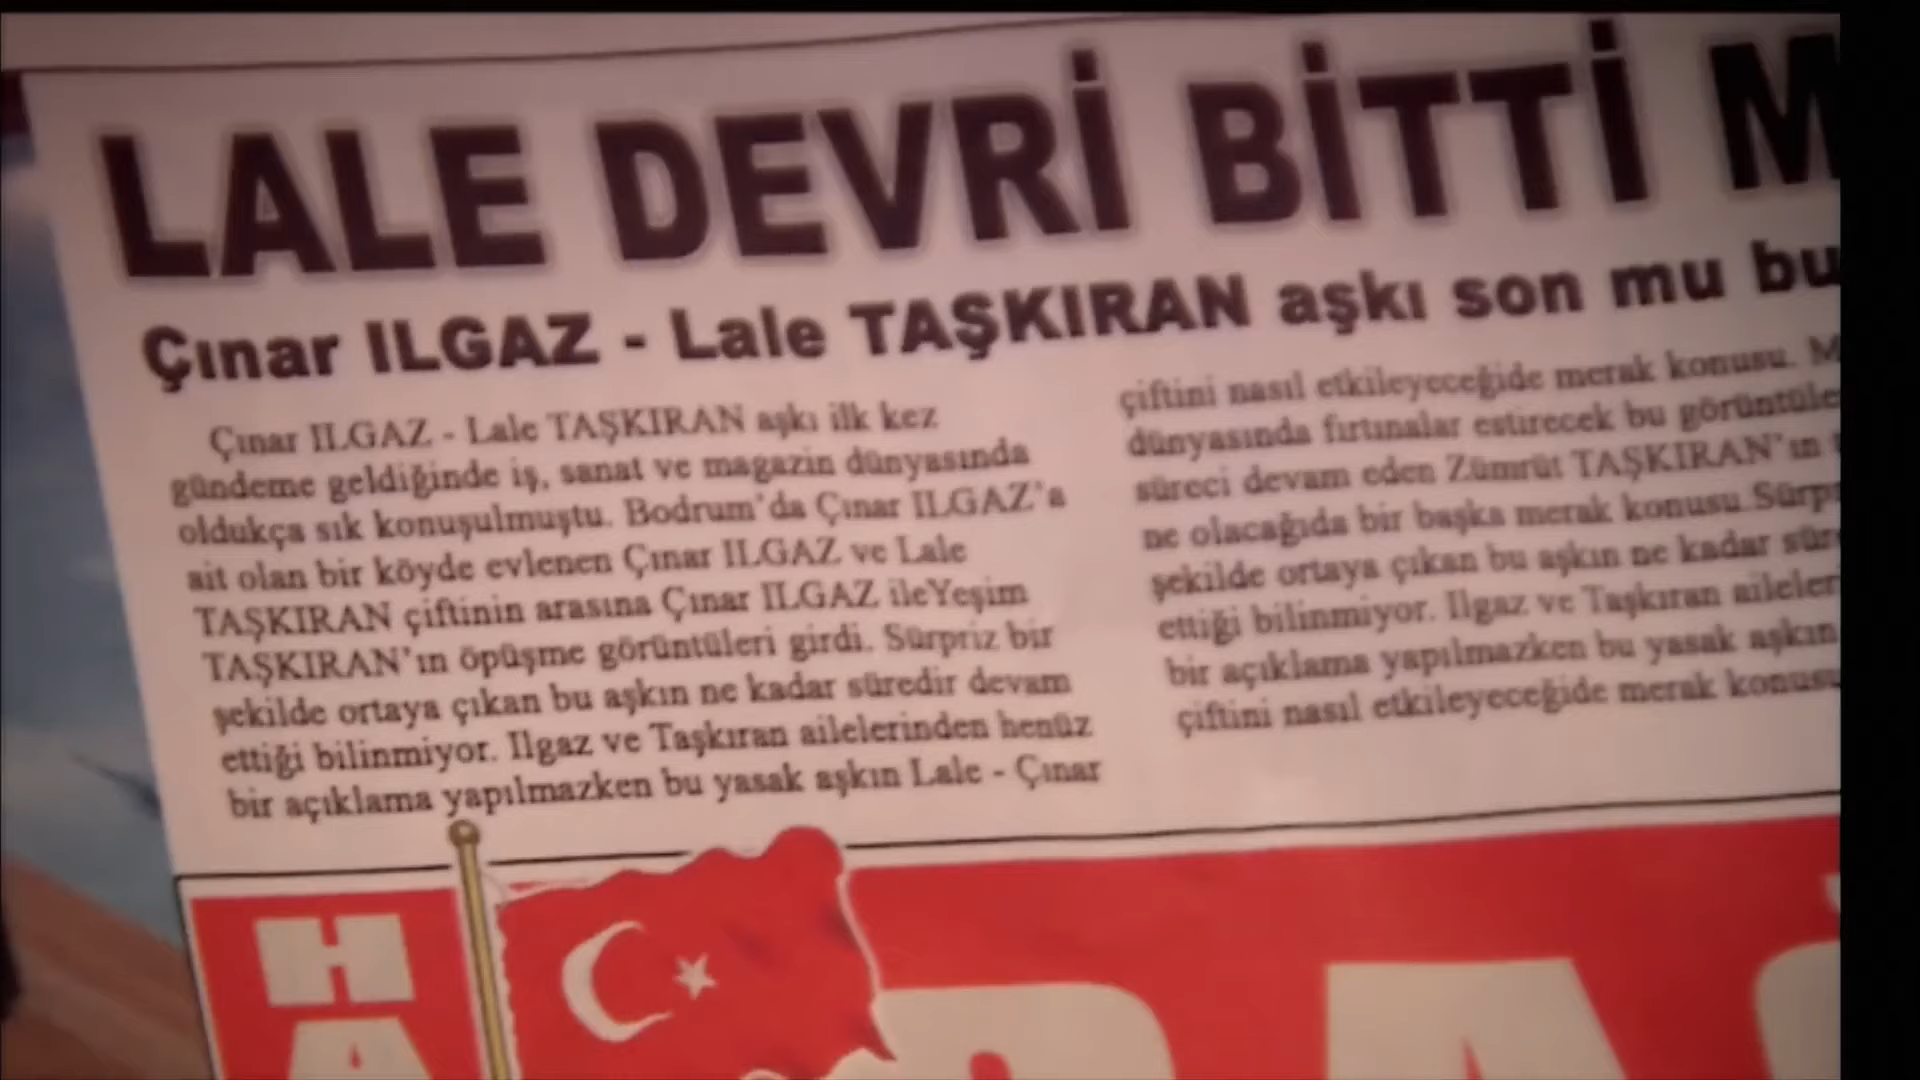 LALE DEVRİ BİTTİ M
Çınar ILGAZ - Lale TAŞKIRAN aşkı son mu bu
Çınar ILGAZ - Lale TAŞKIRAN aşkı ilk kez
gündeme geldiğinde iş, sanat ve magazin dünyasında
oldukça sık konuşulmuştu. Bodrum'da Çınar ILGAZ'a
ait olan bir köyde evlenen Çınar ILGAZ ve Lale
TAŞKIRAN çiftinin arasına Çınar ILGAZ ileYeşim
TAŞKIRAN'ın öpüşme görüntüleri girdi. Sürpriz bir
şekilde ortaya çıkan bu aşkın ne kadar süredir devam
ettiği bilinmiyor. Ilgaz ve Taşkıran ailelerinden henüz
bir açıklama yapılmazken bu yasak aşkın Lale - Çınar
çiftini nasıl etkileyeceğide merak konusu. M
dünyasında fırtınalar estirecek bu görüntüle
süreci devam eden Zümrüt TAŞKIRAN'ın
ne olacağıda bir başka merak konusu.Sürp
şekilde ortaya çıkan bu aşkın ne kadar sür
ettiği bilinmiyor. Ilgaz ve Taşkıran aileler
bir açıklama yapılmazken bu yasak aşkın
çiftini nasıl etkileyeceğide merak konusu
H
A